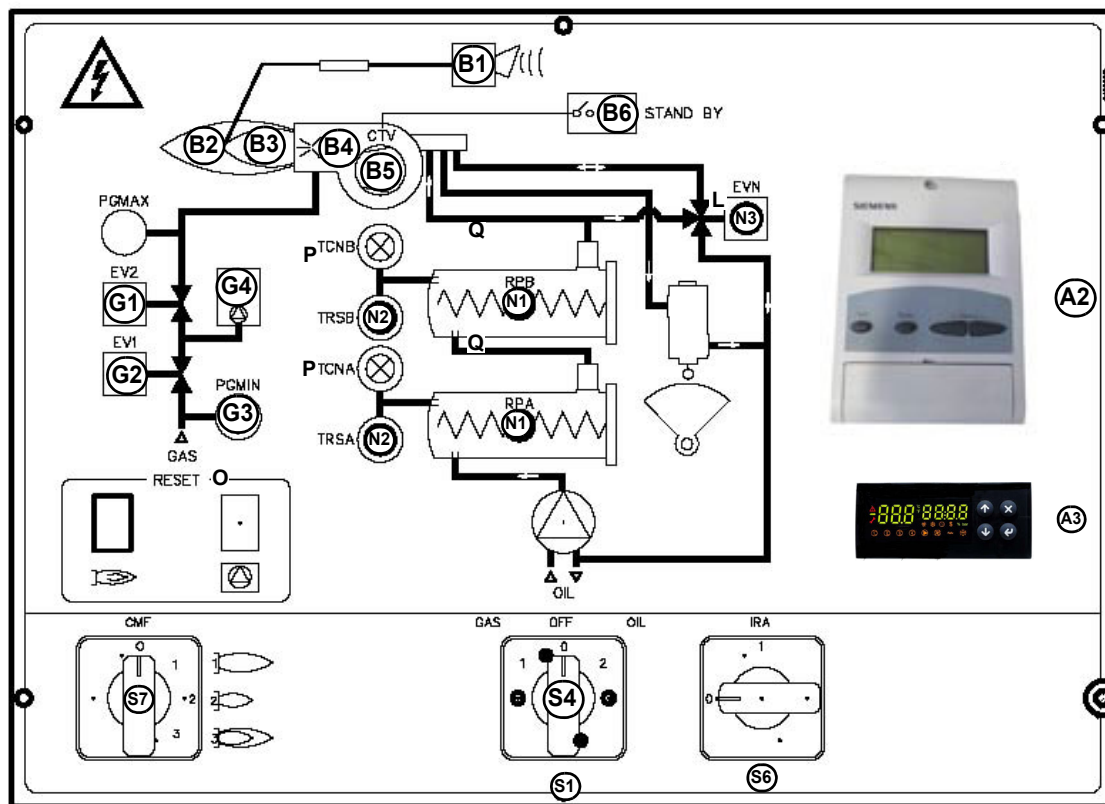 B1
B6 STAND BY
B2 B3 B4 CTV
B5
PGMAX
EV2
G1
G4
EV1
G2
PGMIN
G3
GAS
P TCNB
TRSB N2
P TCNA
TRSA N2
Q
RPB
N1
Q
RPA
N1
L EVN
N3
OIL
SIEMENS
A2
A3
RESET O
CMF
0
1
2
3
S7
1
2
3
GAS OFF OIL
0
1 2
S4
S1
IRA
1
0
S6